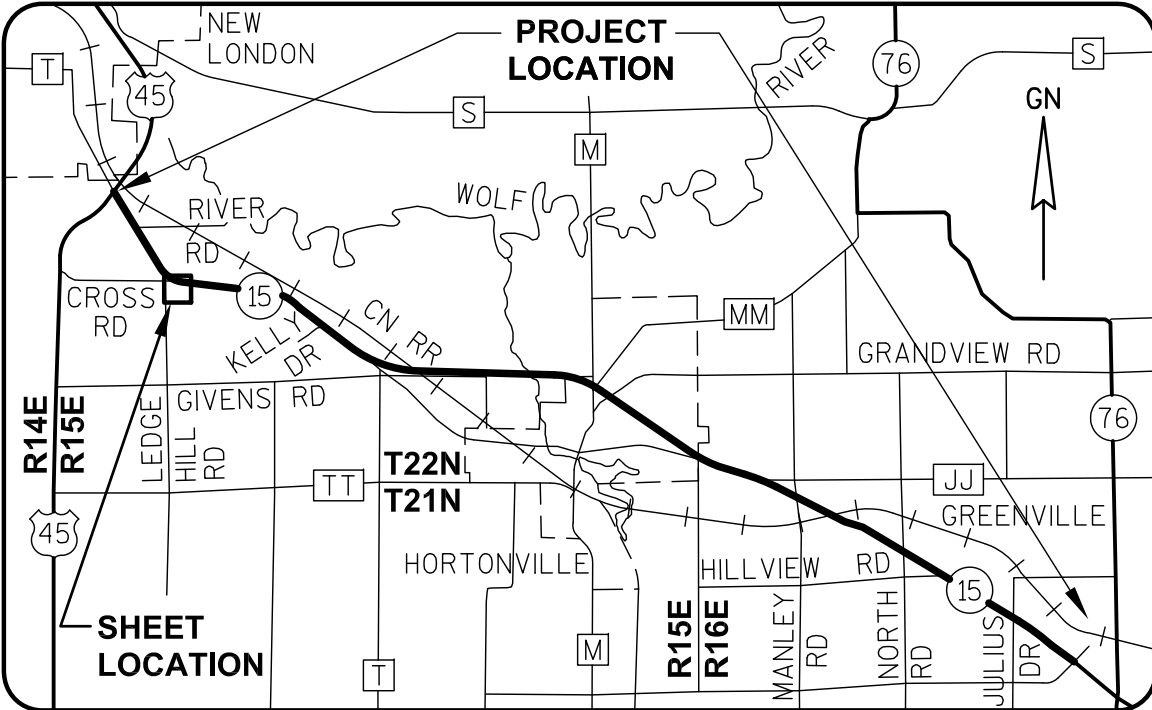 NEW
LONDON
PROJECT
LOCATION
RIVER
76
S
T
45
S
GN
M
WOLF
RIVER
RD
CROSS
RD
15
KELLY
DR
CN RR
MM
GRANDVIEW RD
GIVENS RD
R14E
R15E
LEDGE
HILL
RD
76
T22N
T21N
TT
JJ
GREENVILLE
45
HORTONVILLE
HILLVIEW RD
15
R15E
R16E
MANLEY
RD
NORTH
RD
JULIUS
DR
SHEET
LOCATION
M
T